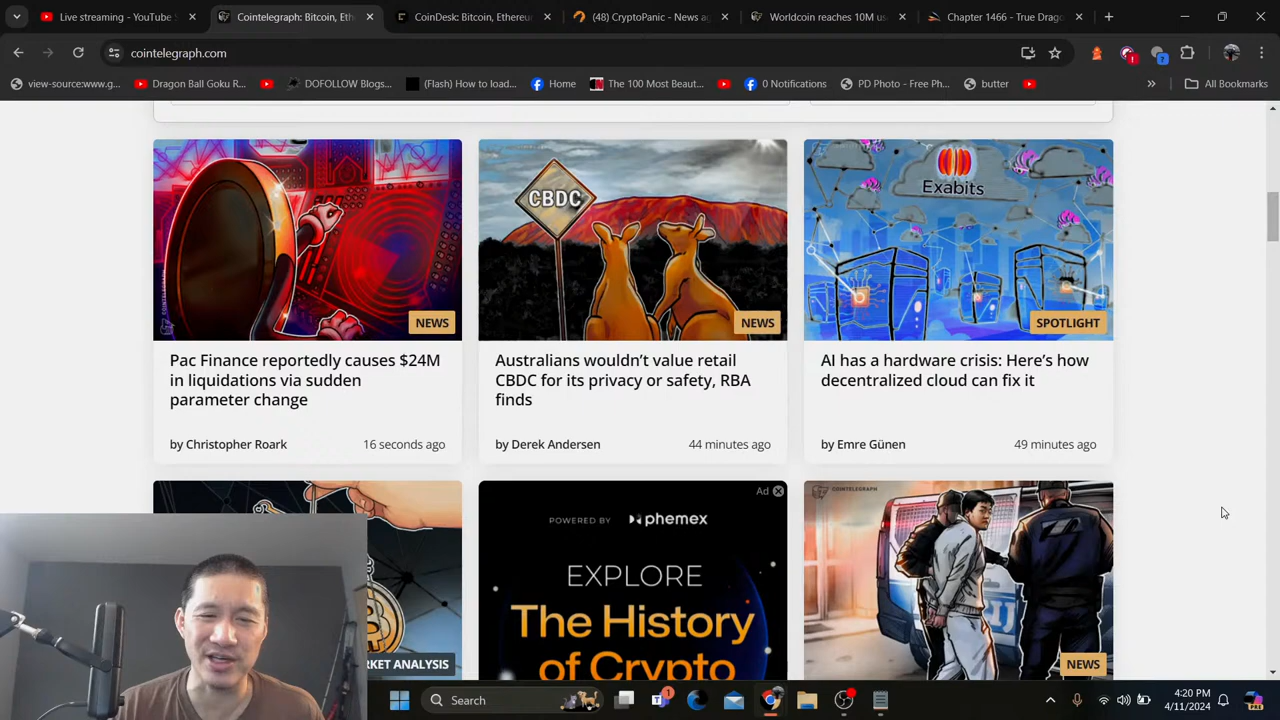 Live streaming - YouTube S
Cointelegraph: Bitcoin, Eth
CoinDesk: Bitcoin, Ethereu
(48) CryptoPanic - News ag
Worldcoin reaches 10M us
Chapter 1466 - True Drago
cointelegraph.com
view-source:www.g...
Dragon Ball Goku R...
DOFOLLOW Blogs...
(Flash) How to load...
Home
The 100 Most Beaut...
0 Notifications
PD Photo - Free Ph...
butter
All Bookmarks
CBDC
Exabits
NEWS
NEWS
SPOTLIGHT
Pac Finance reportedly causes $24M
in liquidations via sudden
parameter change
Australians wouldn’t value retail
CBDC for its privacy or safety, RBA
finds
AI has a hardware crisis: Here’s how
decentralized cloud can fix it
by Christopher Roark
16 seconds ago
by Derek Andersen
44 minutes ago
by Emre Günen
49 minutes ago
Ad
COINTELEGRAPH
POWERED BY phemex
EXPLORE
The History
of Crypto
RKET ANALYSIS
NEWS
Search
1
4:20 PM
4/11/2024